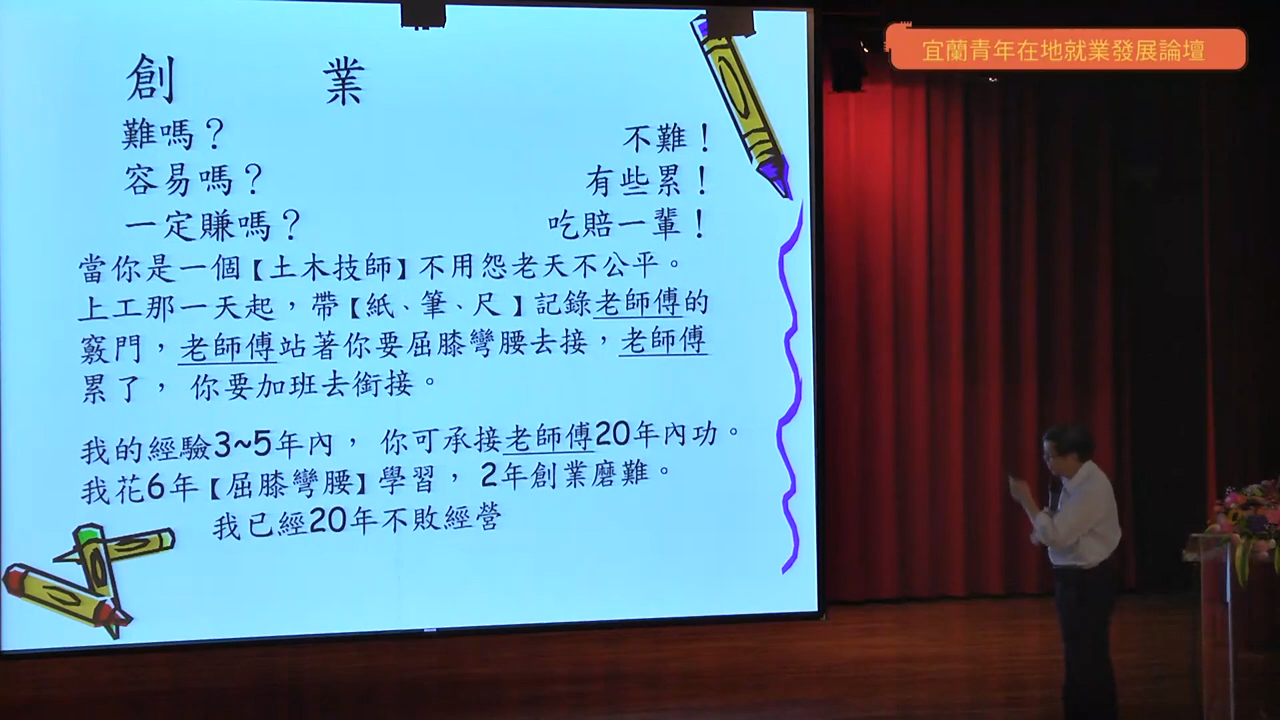 宜蘭青年在地就業發展論壇
創 業
難嗎？ 不難！
容易嗎？ 有些累！
一定賺嗎？ 吃賠一輩！
當你是一個【土木技師】不用怨老天不公平。
上工那一天起，帶【紙、筆、尺 】記錄老師傅的
竅門，老師傅站著你要屈膝彎腰去接，老師傅
累了， 你要加班去銜接。
我的經驗3~5年內， 你可承接老師傅20年內功。
我花6年【屈膝彎腰】學習， 2年創業磨難。
我已經20年不敗經營